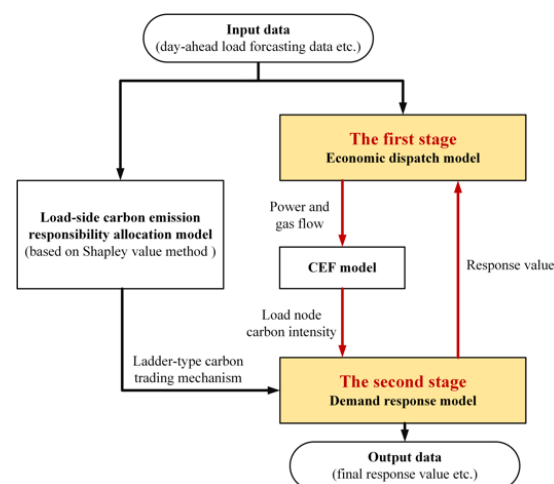 Input data
(day-ahead load forcasting data etc.)
The first stage
Economic dispatch model
Load-side carbon emission
responsibility allocation model
(based on Shapley value method )
Power and
gas flow
CEF model
Response value
Load node
carbon intensity
Ladder-type carbon
trading mechanism
The second stage
Demand response model
Output data
(final response value etc.)